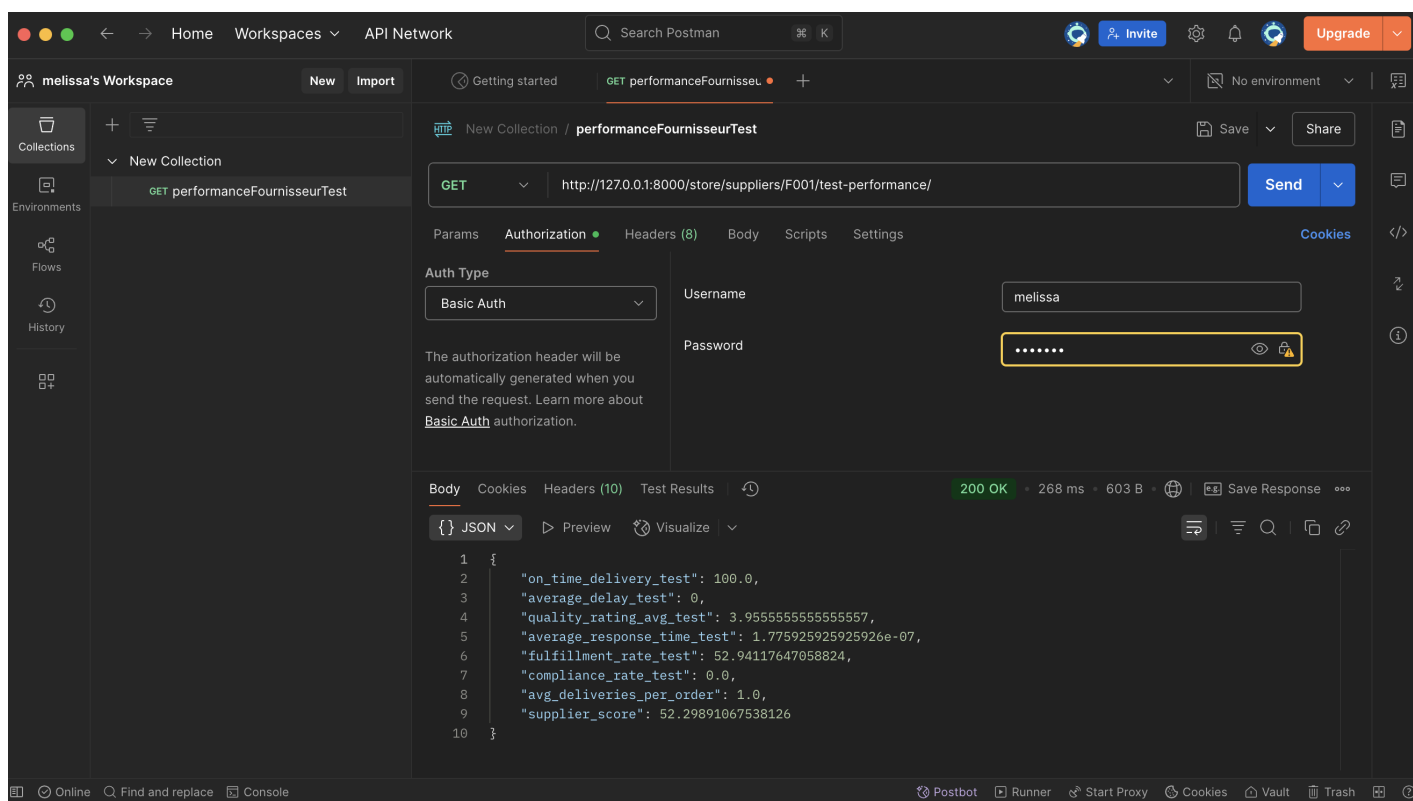 Home Workspaces API Network Search Postman ⌘ K Invite Upgrade
melissa's Workspace New Import Getting started GET performanceFournisseu No environment
Collections
New Collection / performanceFournisseurTest Save Share
New Collection
GET performanceFournisseurTest
GET http://127.0.0.1:8000/store/suppliers/F001/test-performance/ Send
Environments
Params Authorization Headers (8) Body Scripts Settings Cookies
Flows
Auth Type
Username melissa
Basic Auth
History
Password •••••••
The authorization header will be
automatically generated when you
send the request. Learn more about
Basic Auth authorization.
Body Cookies Headers (10) Test Results 200 OK • 268 ms • 603 B • e.g. Save Response
{} JSON Preview Visualize
1 {
2 "on_time_delivery_test": 100.0,
3 "average_delay_test": 0,
4 "quality_rating_avg_test": 3.9555555555555557,
5 "average_response_time_test": 1.775925925925926e-07,
6 "fulfillment_rate_test": 52.94117647058824,
7 "compliance_rate_test": 0.0,
8 "avg_deliveries_per_order": 1.0,
9 "supplier_score": 52.29891067538126
10 }
Online Find and replace Console Postbot Runner Start Proxy Cookies Vault Trash